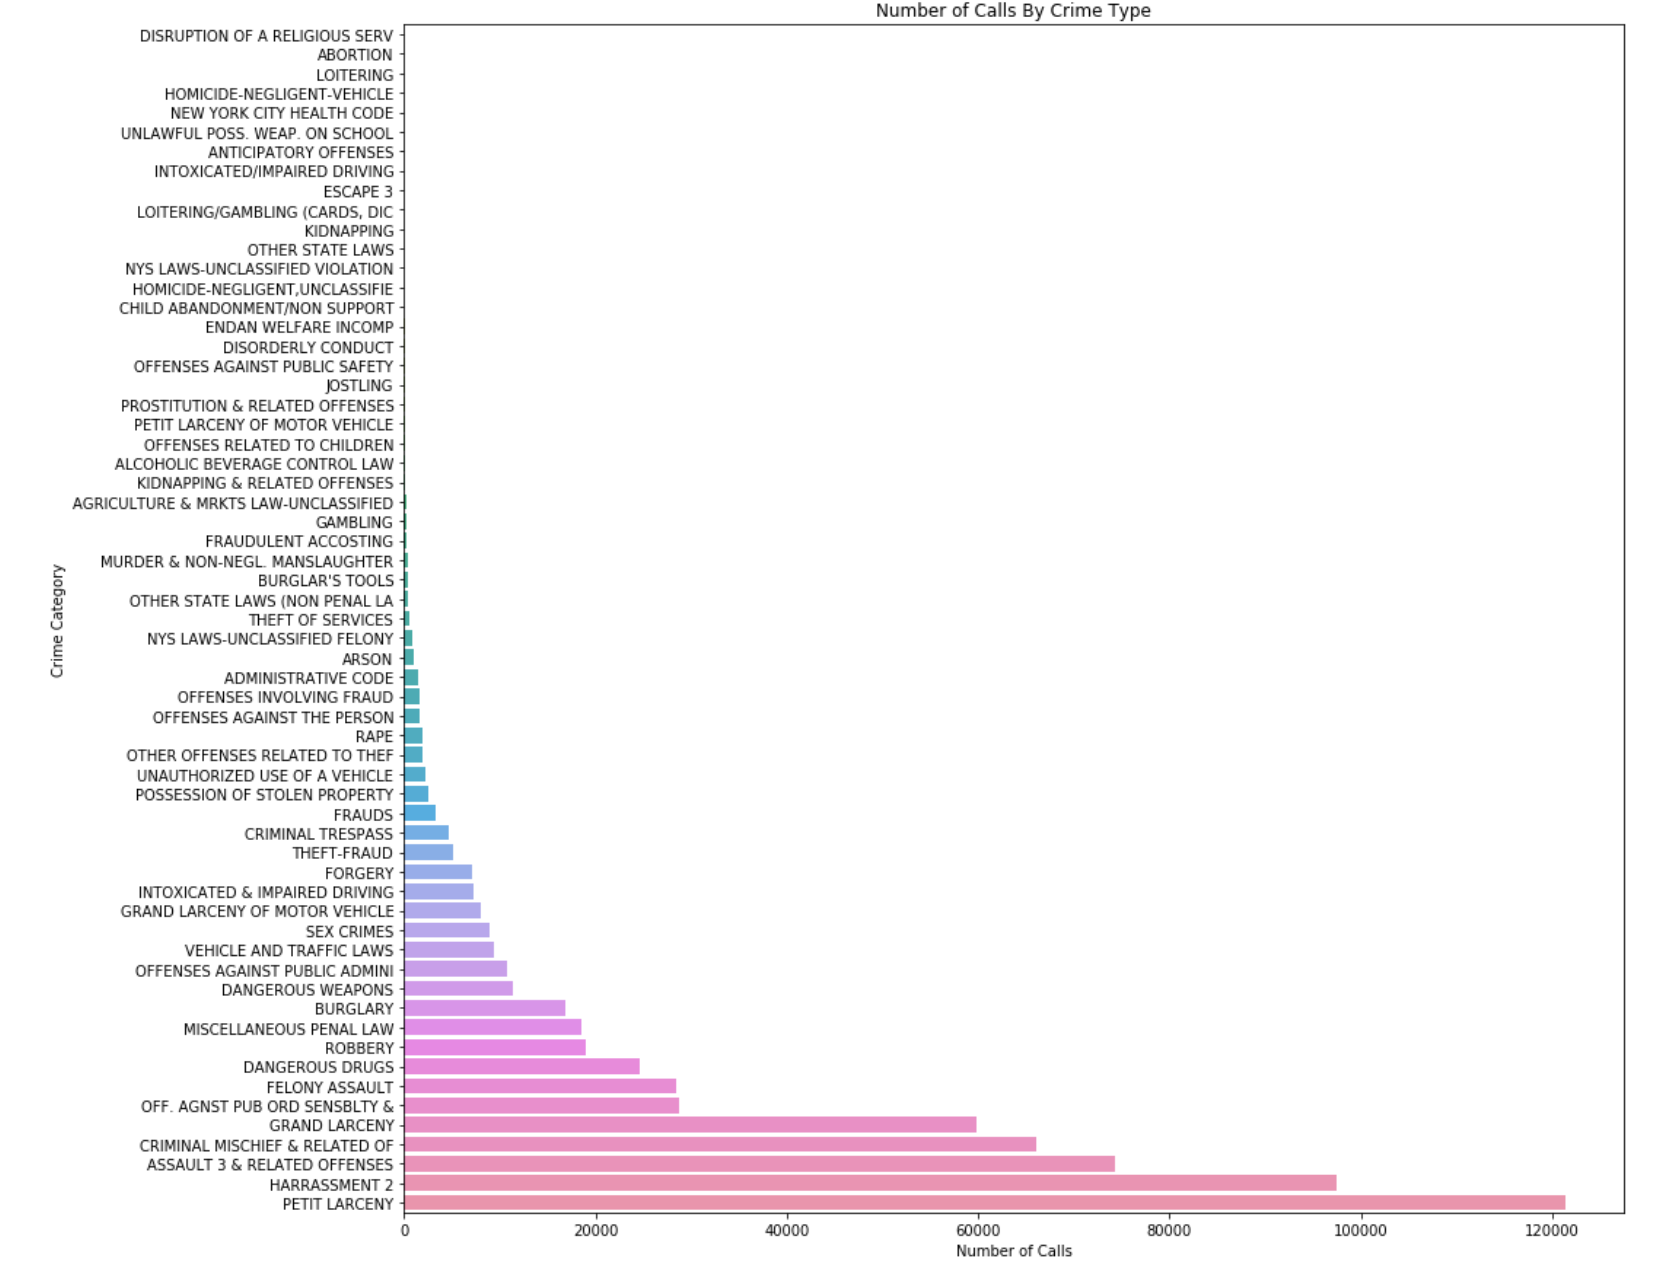 Number of Calls By Crime Type
DISRUPTION OF A RELIGIOUS SERV
ABORTION
LOITERING
HOMICIDE-NEGLIGENT-VEHICLE
NEW YORK CITY HEALTH CODE
UNLAWFUL POSS. WEAP. ON SCHOOL
ANTICIPATORY OFFENSES
INTOXICATED/IMPAIRED DRIVING
ESCAPE 3
LOITERING/GAMBLING (CARDS, DIC
KIDNAPPING
OTHER STATE LAWS
NYS LAWS-UNCLASSIFIED VIOLATION
HOMICIDE-NEGLIGENT,UNCLASSIFIE
CHILD ABANDONMENT/NON SUPPORT
ENDAN WELFARE INCOMP
DISORDERLY CONDUCT
OFFENSES AGAINST PUBLIC SAFETY
JOSTLING
PROSTITUTION & RELATED OFFENSES
PETIT LARCENY OF MOTOR VEHICLE
OFFENSES RELATED TO CHILDREN
ALCOHOLIC BEVERAGE CONTROL LAW
KIDNAPPING & RELATED OFFENSES
AGRICULTURE & MRKTS LAW-UNCLASSIFIED
GAMBLING
FRAUDULENT ACCOSTING
MURDER & NON-NEGL. MANSLAUGHTER
BURGLAR'S TOOLS
OTHER STATE LAWS (NON PENAL LA
THEFT OF SERVICES
NYS LAWS-UNCLASSIFIED FELONY
ARSON
ADMINISTRATIVE CODE
OFFENSES INVOLVING FRAUD
OFFENSES AGAINST THE PERSON
RAPE
OTHER OFFENSES RELATED TO THEF
UNAUTHORIZED USE OF A VEHICLE
POSSESSION OF STOLEN PROPERTY
FRAUDS
CRIMINAL TRESPASS
THEFT-FRAUD
FORGERY
INTOXICATED & IMPAIRED DRIVING
GRAND LARCENY OF MOTOR VEHICLE
SEX CRIMES
VEHICLE AND TRAFFIC LAWS
OFFENSES AGAINST PUBLIC ADMINI
DANGEROUS WEAPONS
BURGLARY
MISCELLANEOUS PENAL LAW
ROBBERY
DANGEROUS DRUGS
FELONY ASSAULT
OFF. AGNST PUB ORD SENSBLTY &
GRAND LARCENY
CRIMINAL MISCHIEF & RELATED OF
ASSAULT 3 & RELATED OFFENSES
HARRASSMENT 2
PETIT LARCENY
Crime Category
0 20000 40000 60000 80000 100000 120000
Number of Calls